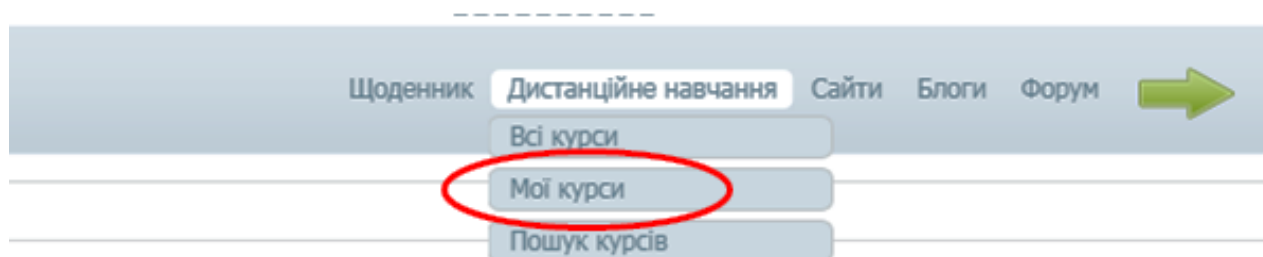 Щоденник Дистанційне навчання Сайти Блоги Форум
Всі курси
Мої курси
Пошук курсів